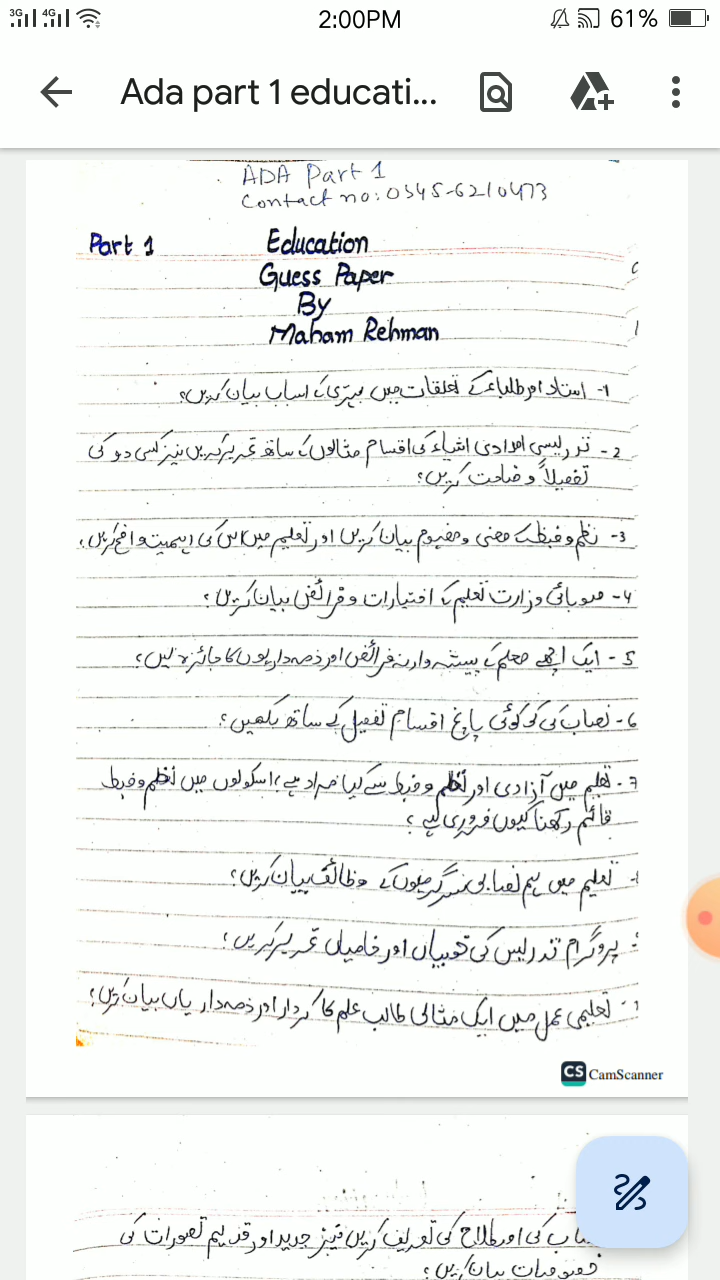 3G 4G 2:00PM 61%
Ada part 1 educati...
ADA Part 1
Contact no: 0345-6210473
Part 1 Education
Guess Paper
By
Maham Rehman
1- استاد اور طلباء کے تعلقات میں بہتری کے اسباب بیان کریں؟
2- تدریسی امدادی اشیاء کی اقسام مثالوں کے ساتھ تحریر کریں نیز کسی دو کی
تفصیلاً وضاحت کریں؟
3- نظم و ضبط کے معنی و مفہوم بیان کریں اور تعلیم میں اس کی اہمیت واضح کریں؟
4- صوبائی وزارت تعلیم کے اختیارات و فرائض بیان کریں؟
5- ایک اچھے معلم کے پیشہ وارنہ فرائض اور ذمہ داریوں کا جائزہ لیں؟
6- نصاب کی کوئی پانچ اقسام تفصیل کے ساتھ لکھیں؟
7- تعلیم میں آزادی اور نظم و ضبط سے کیا مراد ہے، اسکولوں میں نظم و ضبط
قائم رکھنا کیوں ضروری ہے؟
تعلیم میں ہم نصابی سرگرمیوں کے وظائف بیان کریں؟
پروگرام تدریس کی خوبیاں اور خامیاں تحریر کریں؟
تعلیمی عمل میں ایک مثالی طالب علم کا کردار اور ذمہ داریاں بیان کریں؟
CS CamScanner
کی اصطلاح کی تعریف کریں نیز جدید اور قدیم تصورات کی
خصوصیات بیان کریں؟